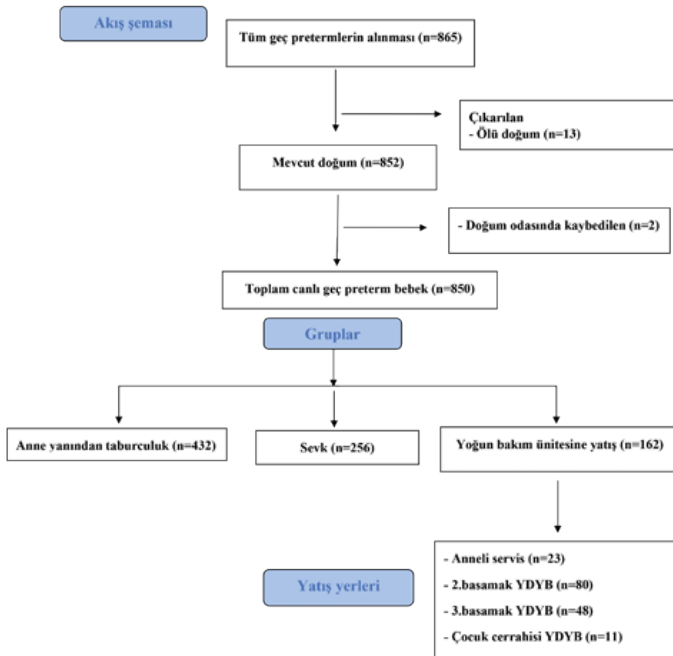 Akış şeması
Tüm geç pretermlerin alınması (n=865)
Çıkarılan
- Ölü doğum (n=13)
Mevcut doğum (n=852)
- Doğum odasında kaybedilen (n=2)
Toplam canlı geç preterm bebek (n=850)
Gruplar
Anne yanından taburculuk (n=432)
Sevk (n=256)
Yoğun bakım ünitesine yatış (n=162)
- Anneli servis (n=23)
- 2.basamak YDYB (n=80)
- 3.basamak YDYB (n=48)
- Çocuk cerrahisi YDYB (n=11)
Yatış yerleri